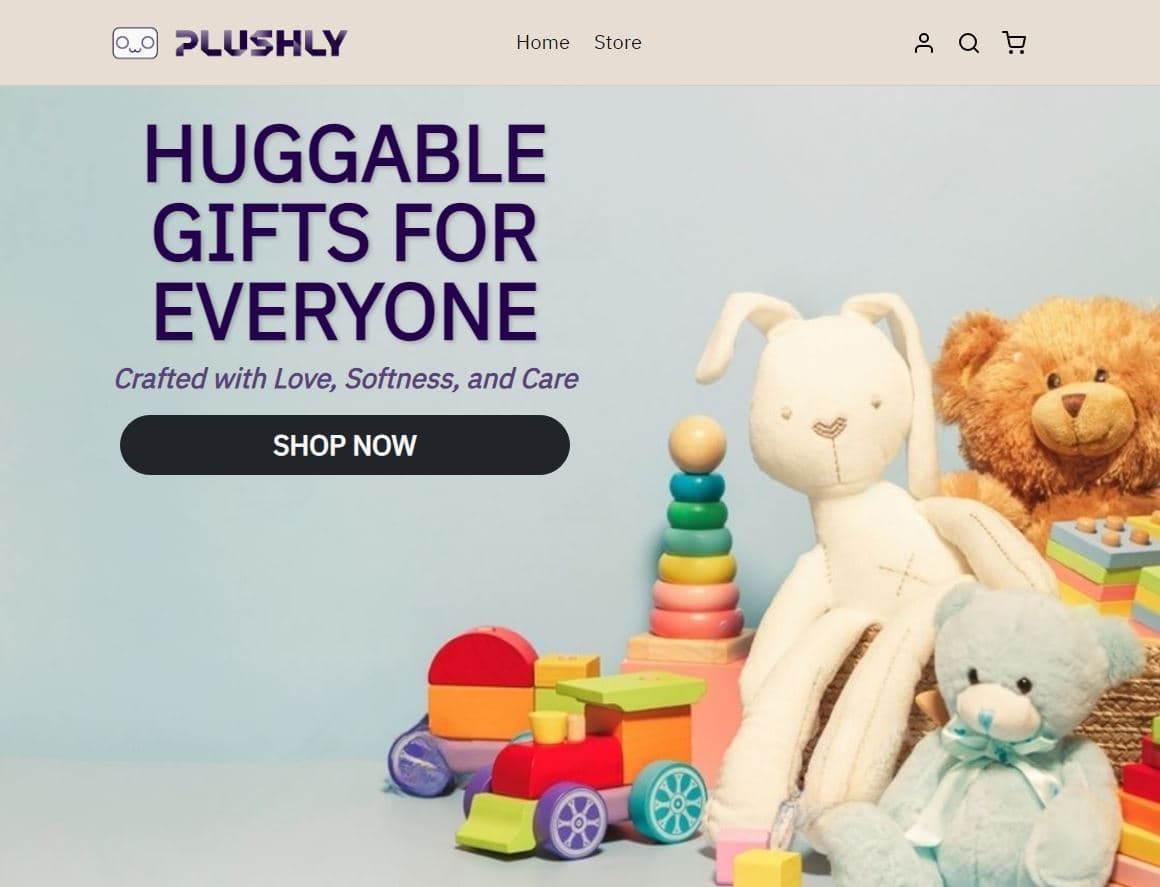 PLUSHLY
Home Store
HUGGABLE
GIFTS FOR
EVERYONE
Crafted with Love, Softness, and Care
SHOP NOW